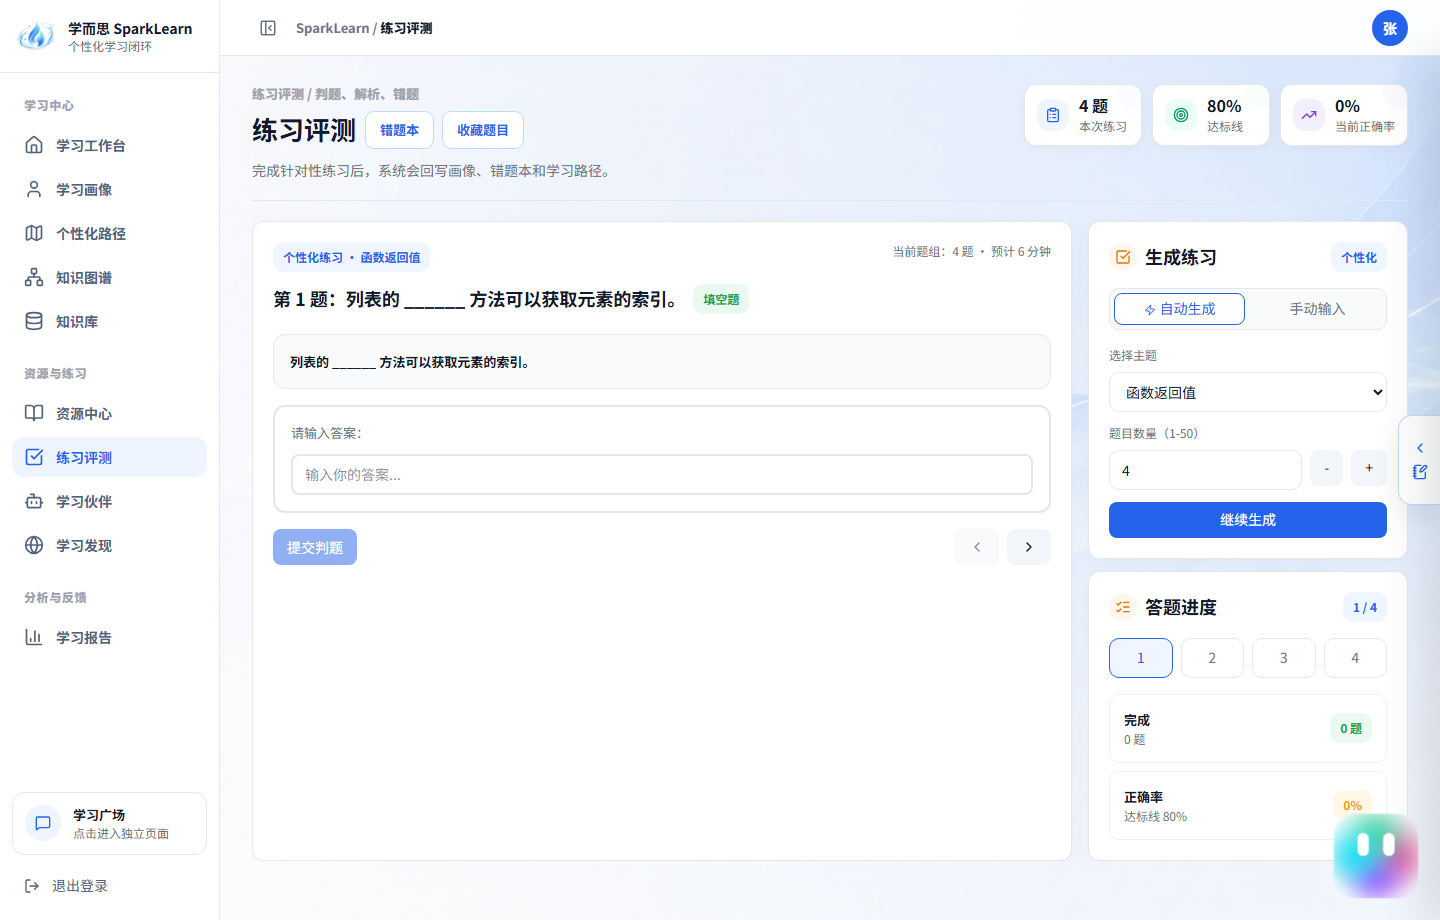 学而思 SparkLearn
个性化学习闭环
学习中心
学习工作台
学习画像
个性化路径
知识图谱
知识库
资源与练习
资源中心
练习评测
学习伙伴
学习发现
分析与反馈
学习报告
学习广场
点击进入独立页面
退出登录
SparkLearn / 练习评测
张
练习评测 / 判题、解析、错题
练习评测
错题本
收藏题目
完成针对性练习后，系统会回写画像、错题本和学习路径。
4 题
本次练习
80%
达标线
0%
当前正确率
个性化练习 · 函数返回值
当前题组：4 题 · 预计 6 分钟
第 1 题：列表的 ______ 方法可以获取元素的索引。
填空题
列表的 ______ 方法可以获取元素的索引。
请输入答案：
输入你的答案...
提交判题
生成练习
个性化
自动生成
手动输入
选择主题
函数返回值
题目数量（1-50）
4
-
+
继续生成
答题进度
1 / 4
1
2
3
4
完成
0 题
0 题
正确率
达标线 80%
0%